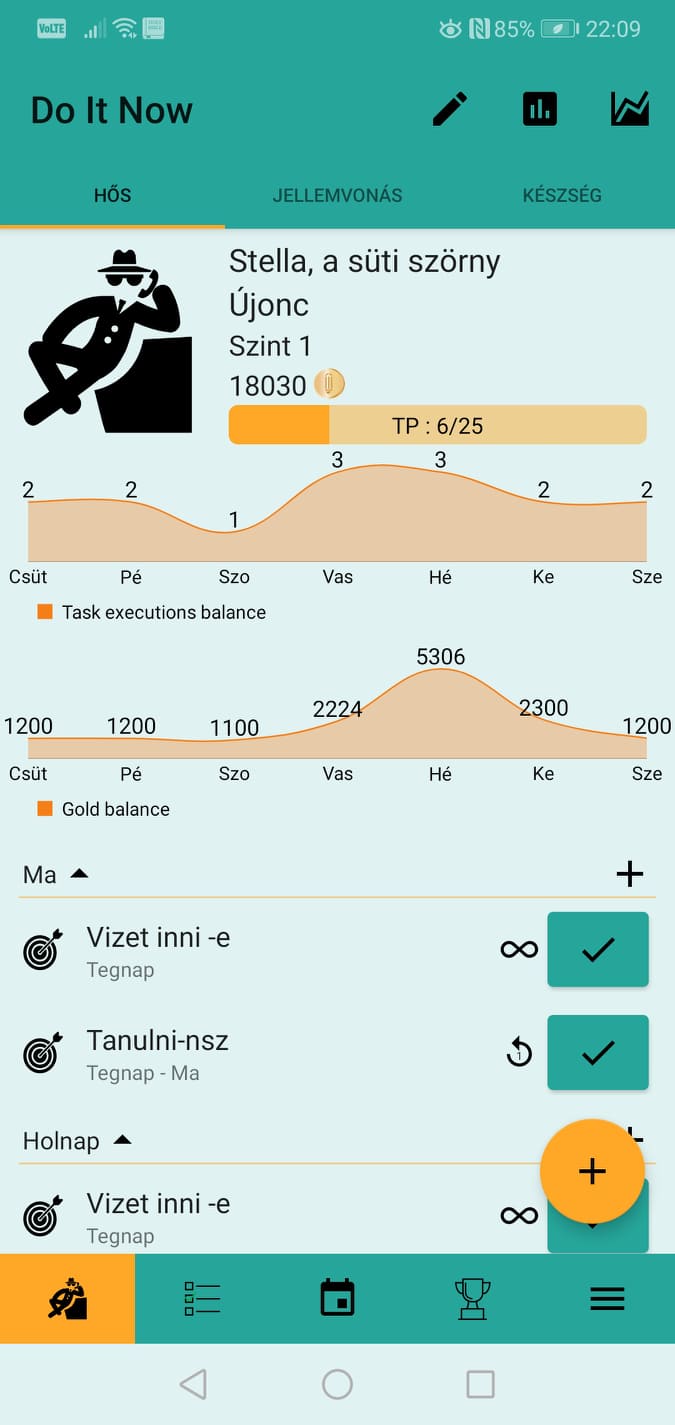 VoLTE 85% 22:09
Do It Now
HŐS JELLEMVONÁS KÉSZSÉG
Stella, a süti szörny
Újonc
Szint 1
18030
TP : 6/25
2 2 1 3 3 2 2
Csüt Pé Szo Vas Hé Ke Sze
Task executions balance
1200 1200 1100 2224 5306 2300 1200
Csüt Pé Szo Vas Hé Ke Sze
Gold balance
Ma
Vizet inni -e
Tegnap
Tanulni-nsz
1
Tegnap - Ma
Holnap
Vizet inni -e
Tegnap